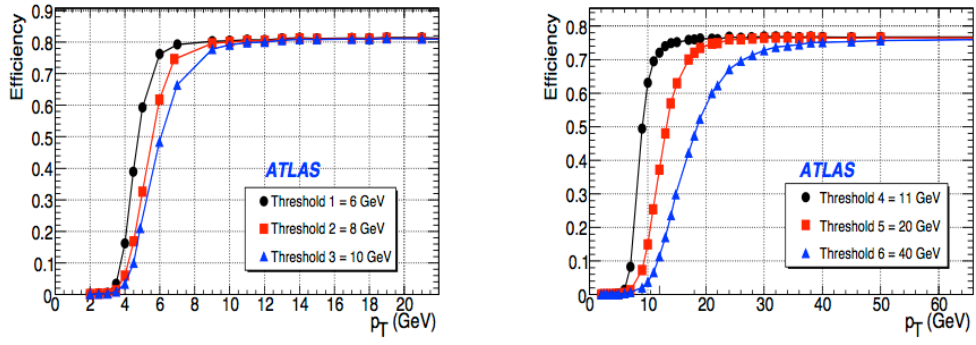 Efficiency
0.9
0.8
0.7
0.6
0.5
0.4
0.3
0.2
0.1
0
ATLAS
Threshold 1 = 6 GeV
Threshold 2 = 8 GeV
Threshold 3 = 10 GeV
0 2 4 6 8 10 12 14 16 18 20
p_T (GeV)
Efficiency
0.9
0.8
0.7
0.6
0.5
0.4
0.3
0.2
0.1
0
ATLAS
Threshold 4 = 11 GeV
Threshold 5 = 20 GeV
Threshold 6 = 40 GeV
0 10 20 30 40 50 60
p_T (GeV)